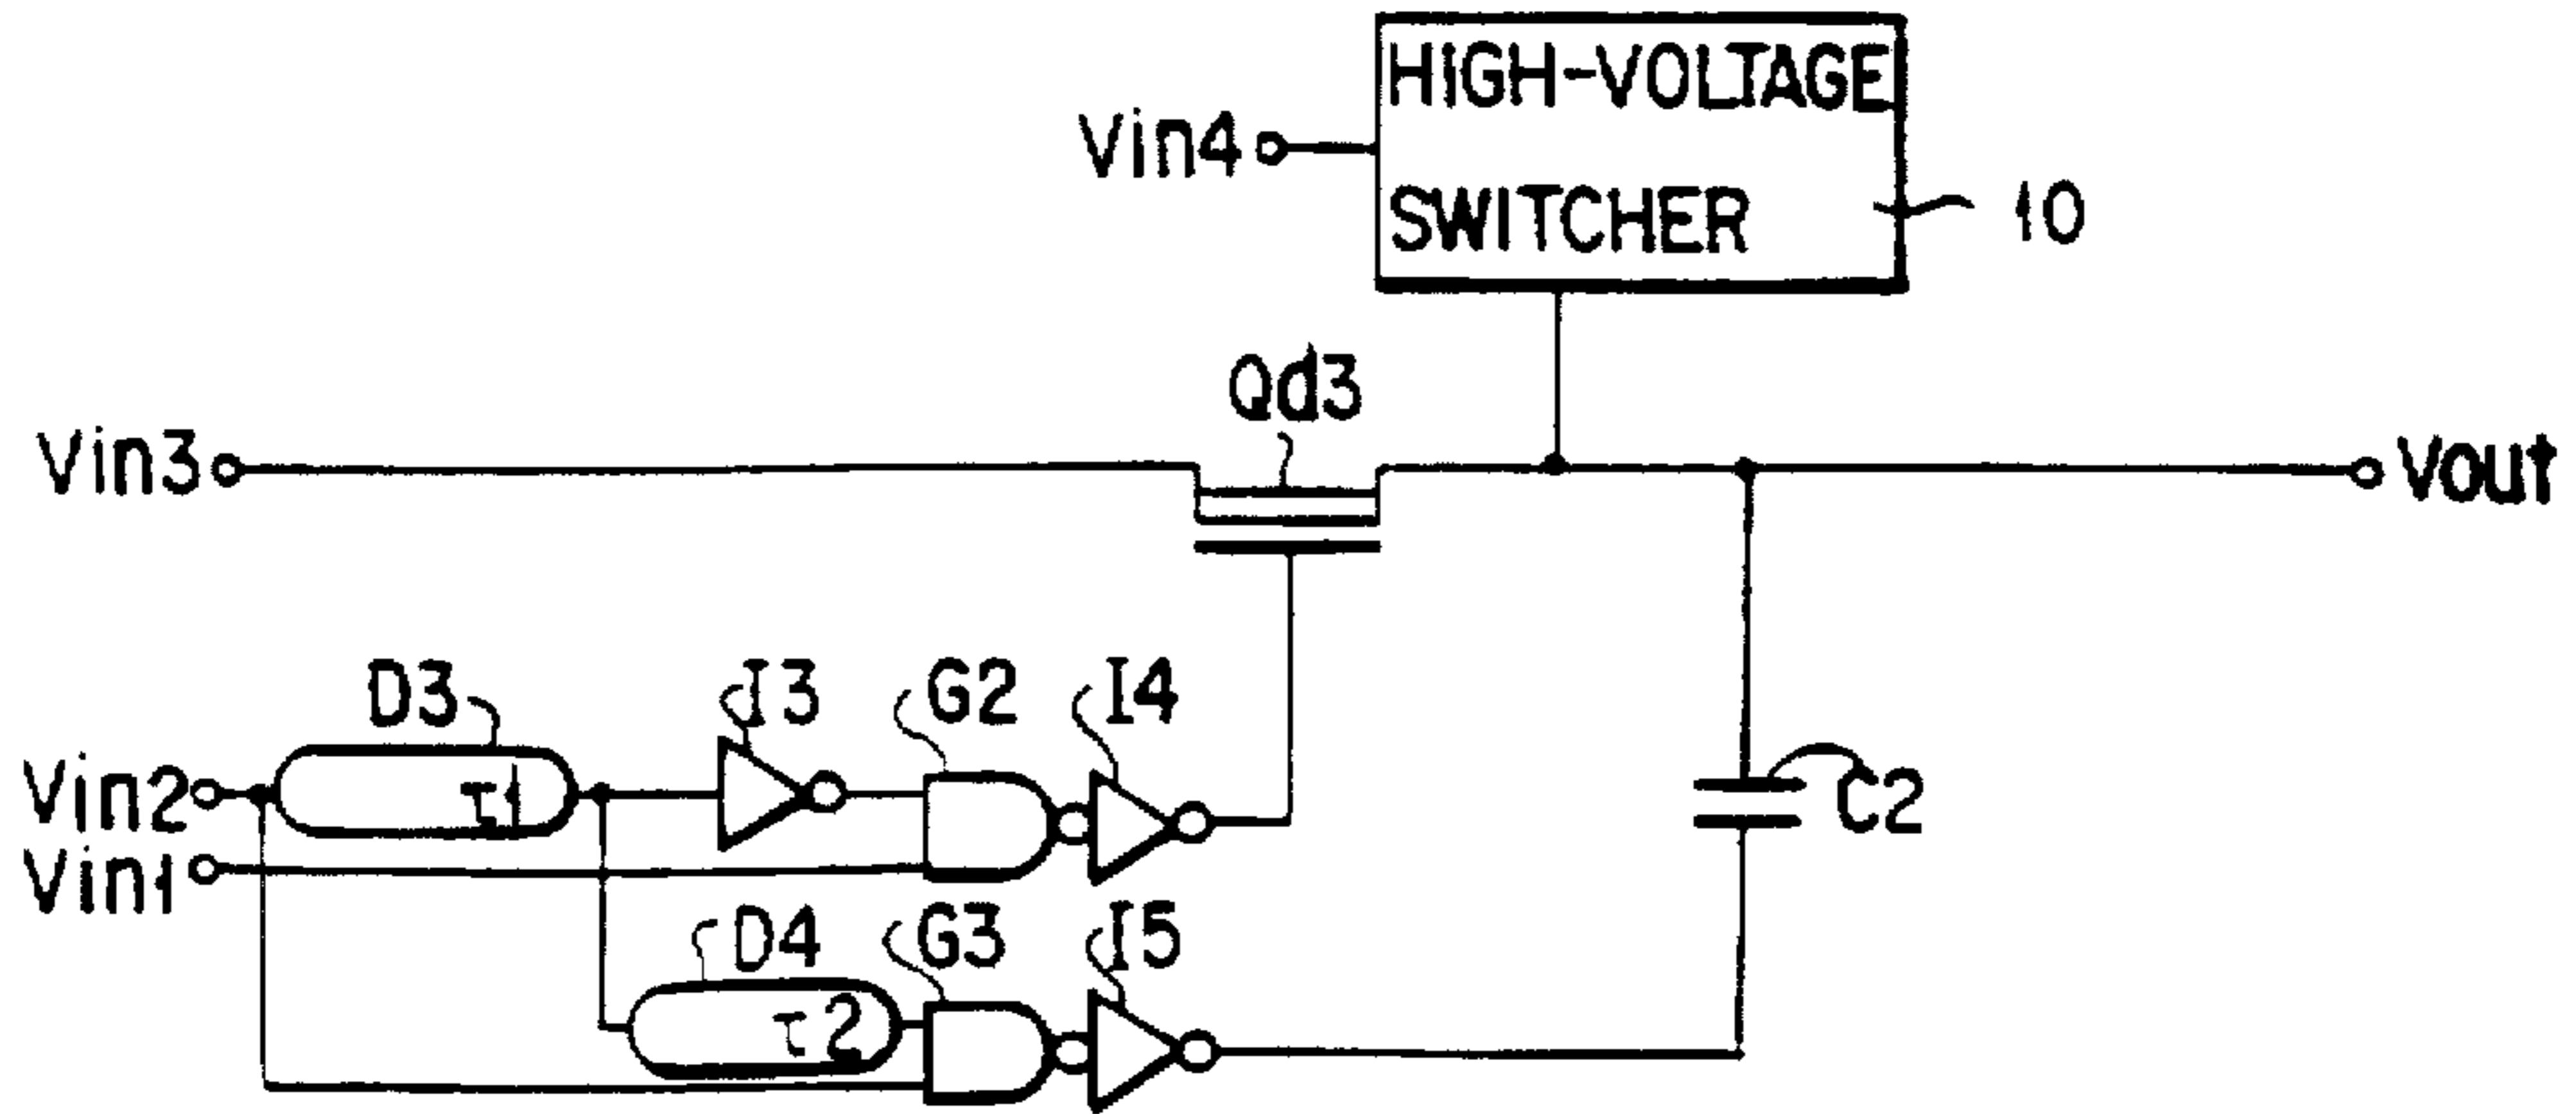 HIGH-VOLTAGE
SWITCHER
Vin4
10
Qd3
Vin3
Vout
D3
I3
G2
I4
Vin2
τ1
C2
Vin1
D4
G3
I5
τ2